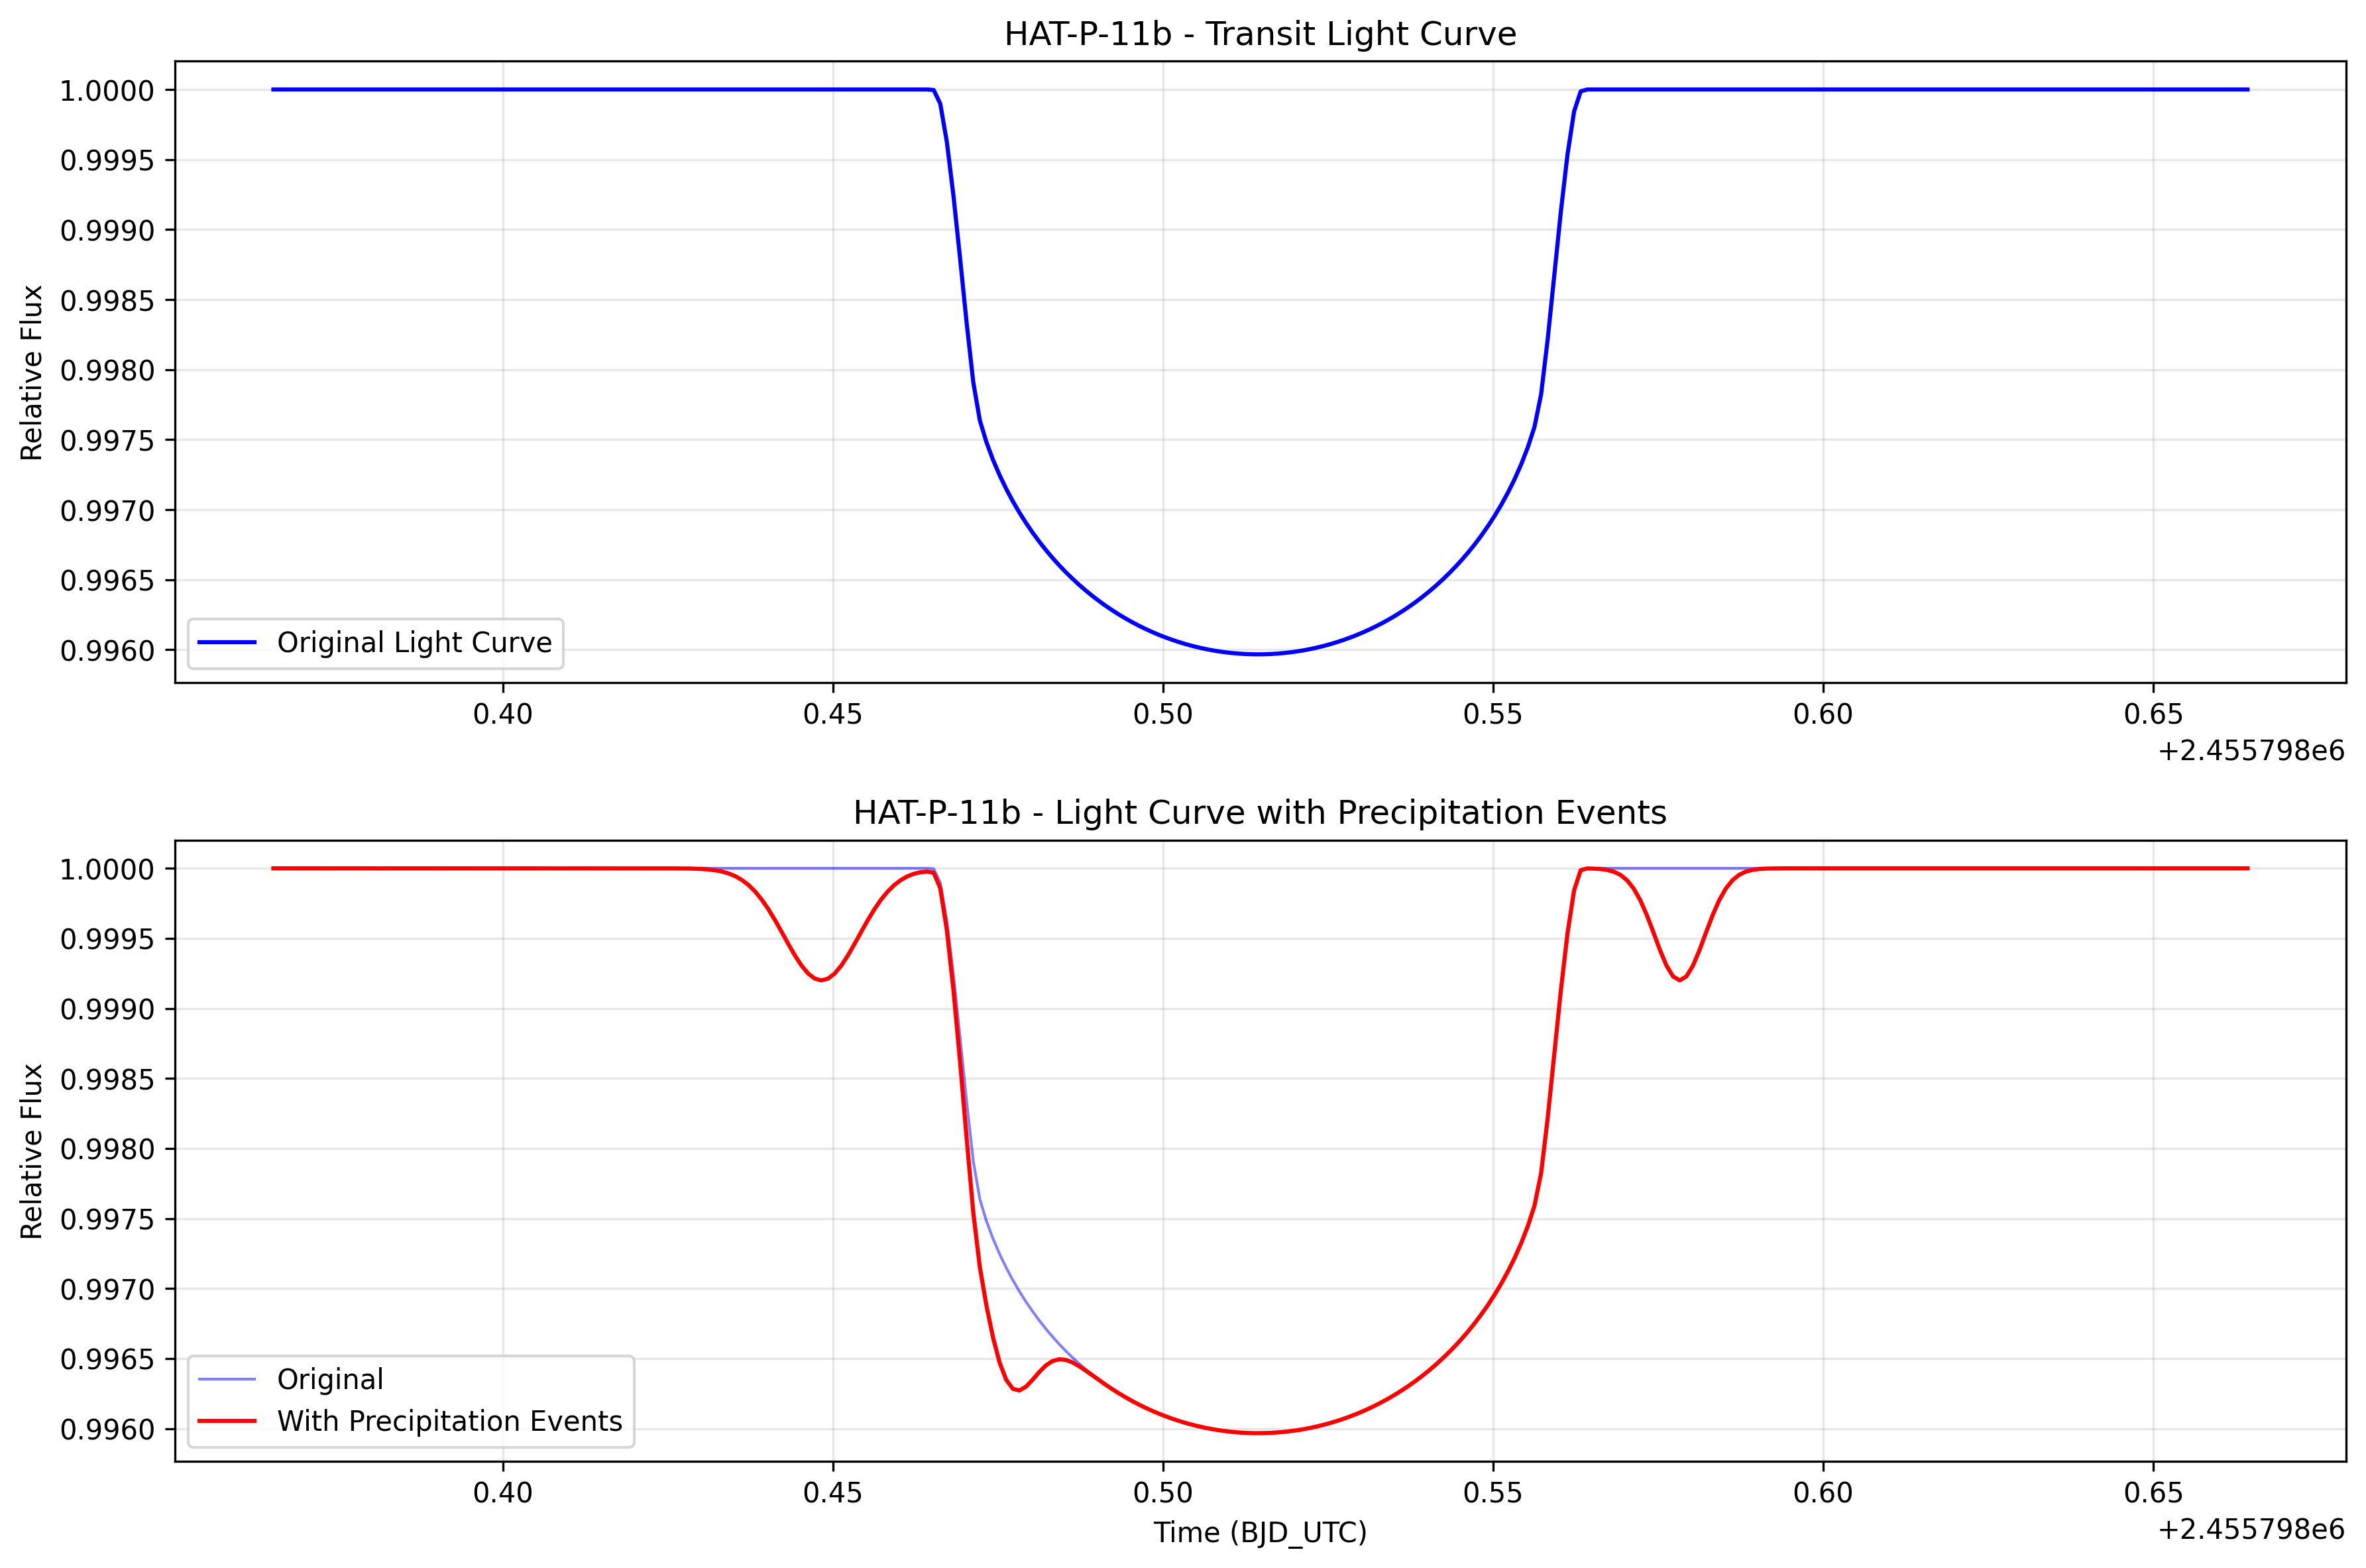 HAT-P-11b - Transit Light Curve
Relative Flux
1.0000
0.9995
0.9990
0.9985
0.9980
0.9975
0.9970
0.9965
0.9960
Original Light Curve
0.40 0.45 0.50 0.55 0.60 0.65
+2.455798e6
HAT-P-11b - Light Curve with Precipitation Events
Relative Flux
1.0000
0.9995
0.9990
0.9985
0.9980
0.9975
0.9970
0.9965
0.9960
Original
With Precipitation Events
0.40 0.45 0.50 0.55 0.60 0.65
Time (BJD_UTC)
+2.455798e6